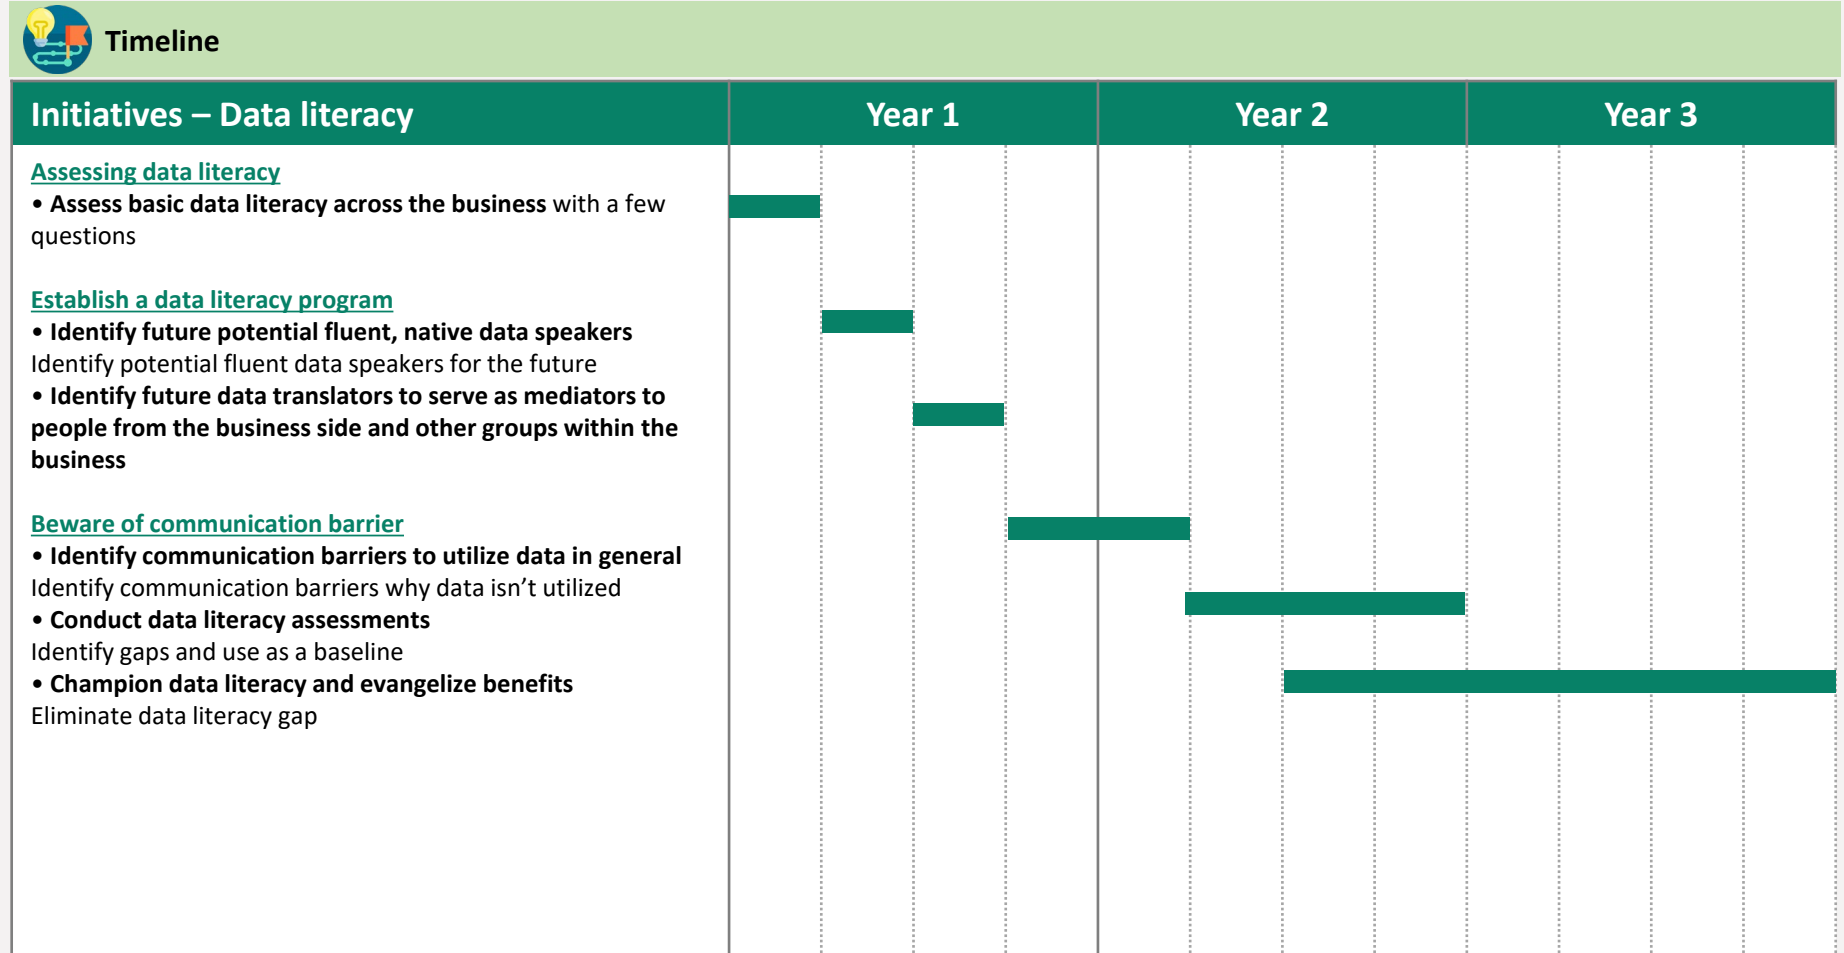 Timeline
Initiatives – Data literacy
Year 1
Year 2
Year 3
Assessing data literacy
• Assess basic data literacy across the business with a few
questions
Establish a data literacy program
• Identify future potential fluent, native data speakers
Identify potential fluent data speakers for the future
• Identify future data translators to serve as mediators to
people from the business side and other groups within the
business
Beware of communication barrier
• Identify communication barriers to utilize data in general
Identify communication barriers why data isn’t utilized
• Conduct data literacy assessments
Identify gaps and use as a baseline
• Champion data literacy and evangelize benefits
Eliminate data literacy gap